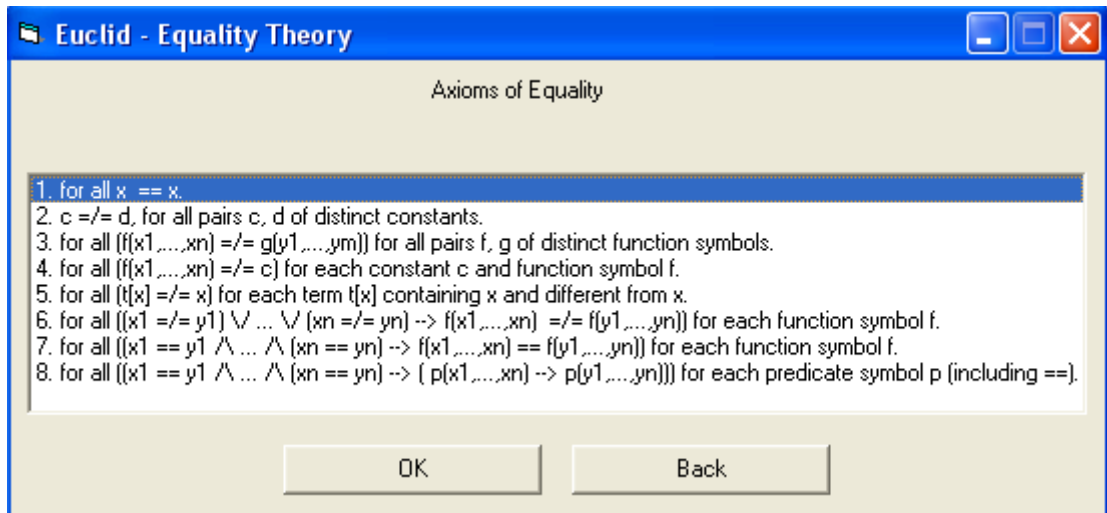 Euclid - Equality Theory
Axioms of Equality
1. for all x == x.
2. c =/= d, for all pairs c, d of distinct constants.
3. for all (f(x1,...,xn) =/= g(y1,...,ym)) for all pairs f, g of distinct function symbols.
4. for all (f(x1,...,xn) =/= c) for each constant c and function symbol f.
5. for all (t[x] =/= x) for each term t[x] containing x and different from x.
6. for all ((x1 =/= y1) \/ ... \/ (xn =/= yn) --> f(x1,...,xn) =/= f(y1,...,yn)) for each function symbol f.
7. for all ((x1 == y1 /\ ... /\ (xn == yn) --> f(x1,...,xn) == f(y1,...,yn)) for each function symbol f.
8. for all ((x1 == y1 /\ ... /\ (xn == yn) --> ( p(x1,...,xn) --> p(y1,...,yn))) for each predicate symbol p (including ==).
OK Back